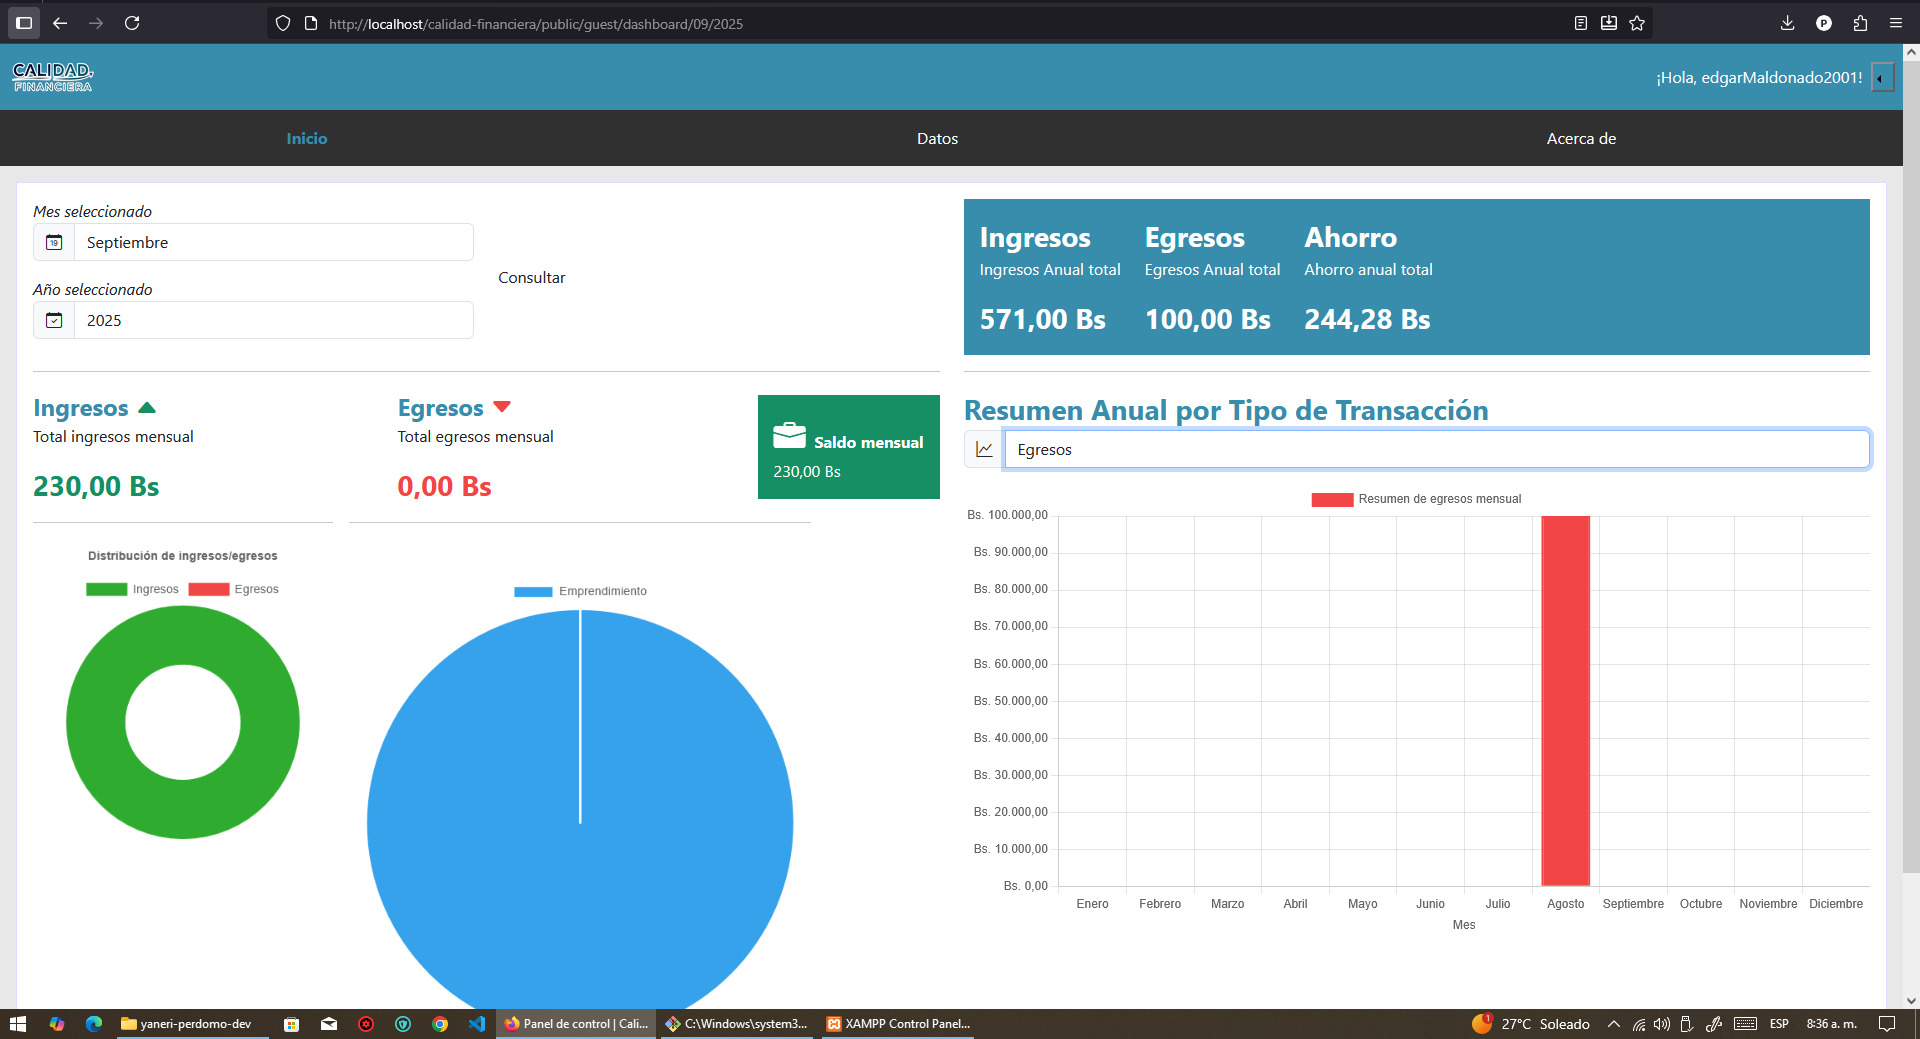 http://localhost/calidad-financiera/public/guest/dashboard/09/2025
CALIDAD
FINANCIERA
¡Hola, edgarMaldonado2001!
Inicio
Datos
Acerca de
Mes seleccionado
19
Septiembre
Consultar
Año seleccionado
2025
Ingresos
Ingresos Anual total
571,00 Bs
Egresos
Egresos Anual total
100,00 Bs
Ahorro
Ahorro anual total
244,28 Bs
Ingresos
Total ingresos mensual
230,00 Bs
Egresos
Total egresos mensual
0,00 Bs
Saldo mensual
230,00 Bs
Distribución de ingresos/egresos
Ingresos
Egresos
Emprendimiento
Resumen Anual por Tipo de Transacción
Egresos
Resumen de egresos mensual
Bs. 100.000,00
Bs. 90.000,00
Bs. 80.000,00
Bs. 70.000,00
Bs. 60.000,00
Bs. 50.000,00
Bs. 40.000,00
Bs. 30.000,00
Bs. 20.000,00
Bs. 10.000,00
Bs. 0,00
Enero
Febrero
Marzo
Abril
Mayo
Junio
Julio
Agosto
Septiembre
Octubre
Noviembre
Diciembre
Mes
yaneri-perdomo-dev
Panel de control | Cali...
C:\Windows\system3...
XAMPP Control Panel...
1
27°C Soleado
ESP
8:36 a. m.